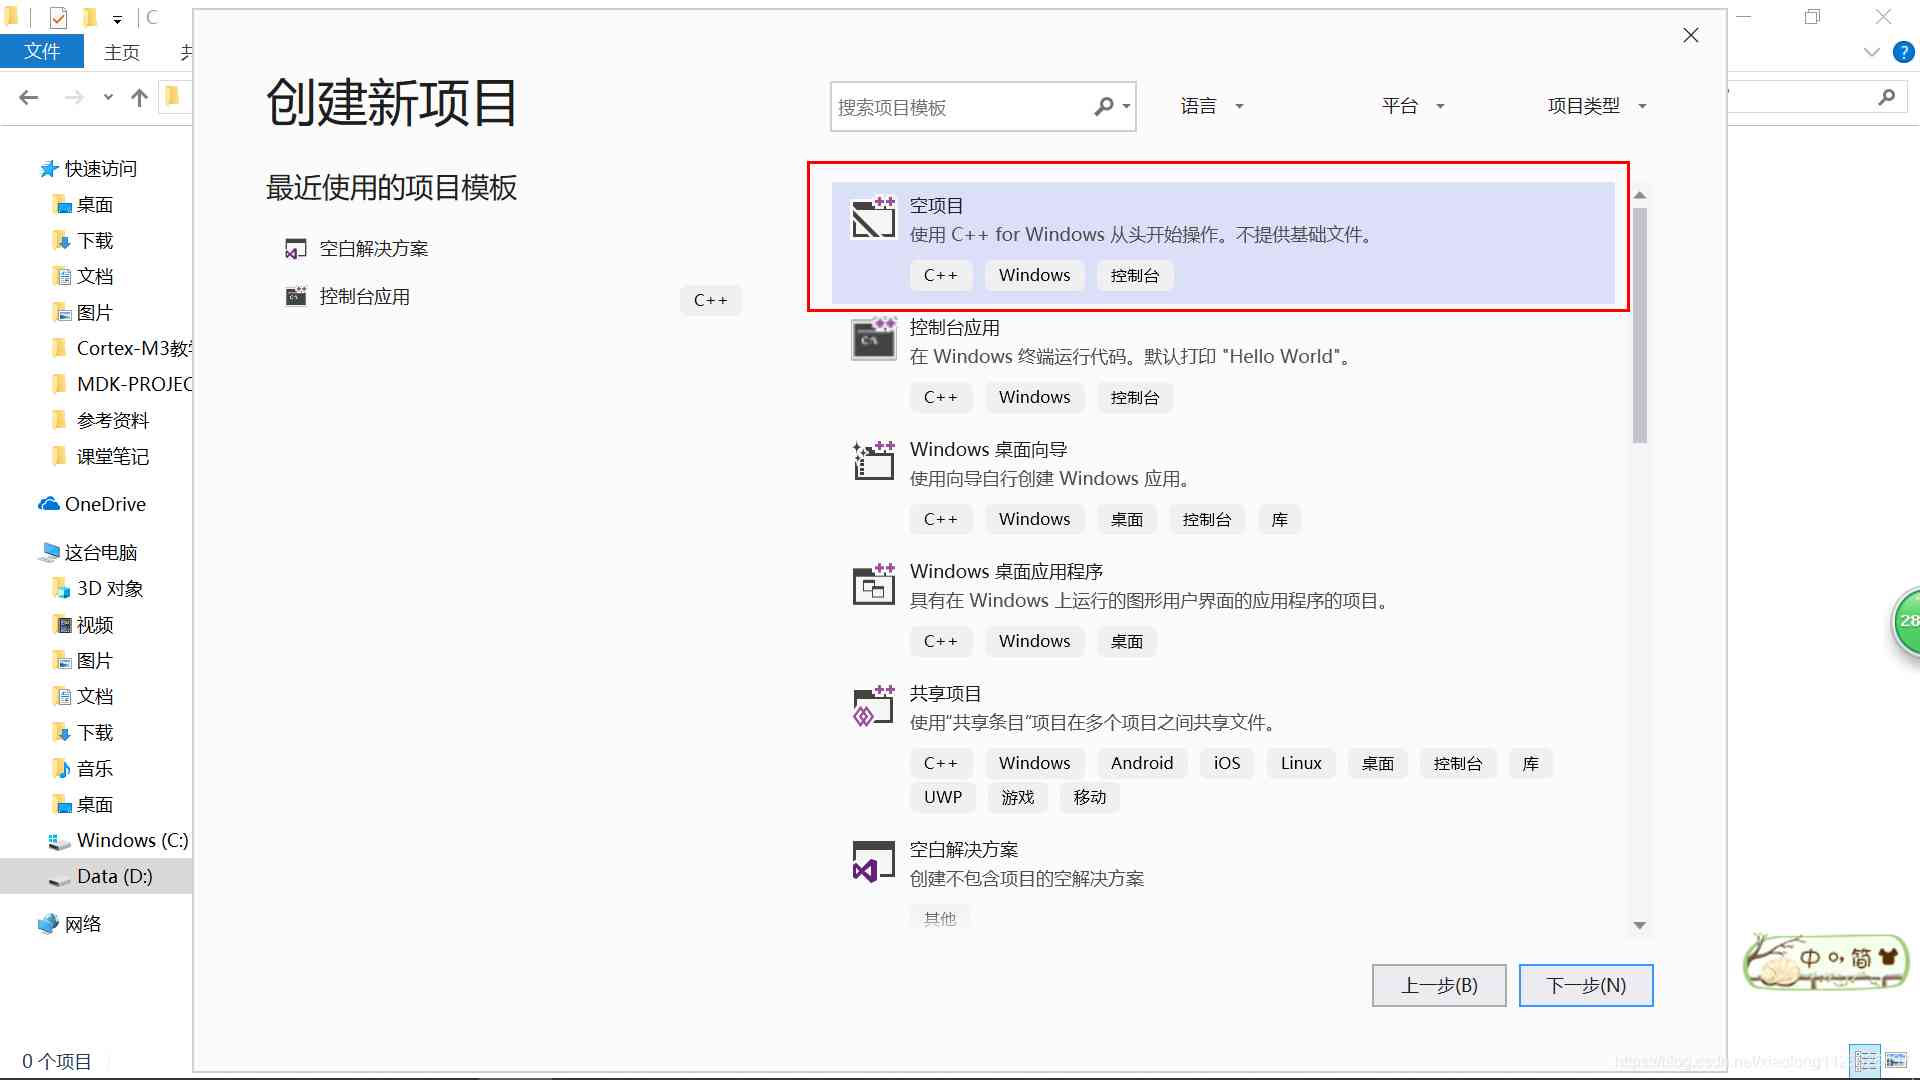 C
文件
主页
创建新项目
搜索项目模板
语言
平台
项目类型
最近使用的项目模板
空白解决方案
控制台应用
C++
空项目
使用 C++ for Windows 从头开始操作。不提供基础文件。
C++ Windows 控制台
控制台应用
在 Windows 终端运行代码。默认打印 "Hello World"。
C++ Windows 控制台
Windows 桌面向导
使用向导自行创建 Windows 应用。
C++ Windows 桌面 控制台 库
Windows 桌面应用程序
具有在 Windows 上运行的图形用户界面的应用程序的项目。
C++ Windows 桌面
共享项目
使用“共享条目”项目在多个项目之间共享文件。
C++ Windows Android iOS Linux 桌面 控制台 库
UWP 游戏 移动
空白解决方案
创建不包含项目的空解决方案
其他
上一步(B)
下一步(N)
快速访问
桌面
下载
文档
图片
Cortex-M3教
MDK-PROJEC
参考资料
课堂笔记
OneDrive
这台电脑
3D 对象
视频
图片
文档
下载
音乐
桌面
Windows (C:)
Data (D:)
网络
0 个项目
28
中 简